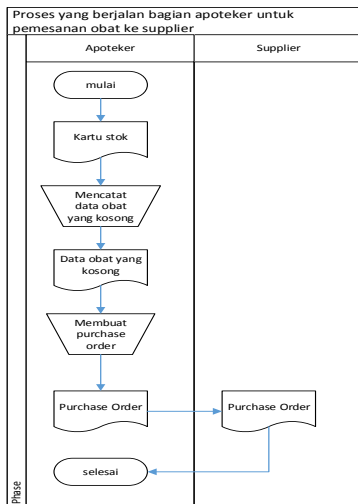 Proses yang berjalan bagian apoteker untuk
pemesanan obat ke supplier
Apoteker
Supplier
mulai
Kartu stok
Mencatat
data obat
yang kosong
Data obat yang
kosong
Membuat
purchase
order
Purchase Order
Purchase Order
selesai
Phase